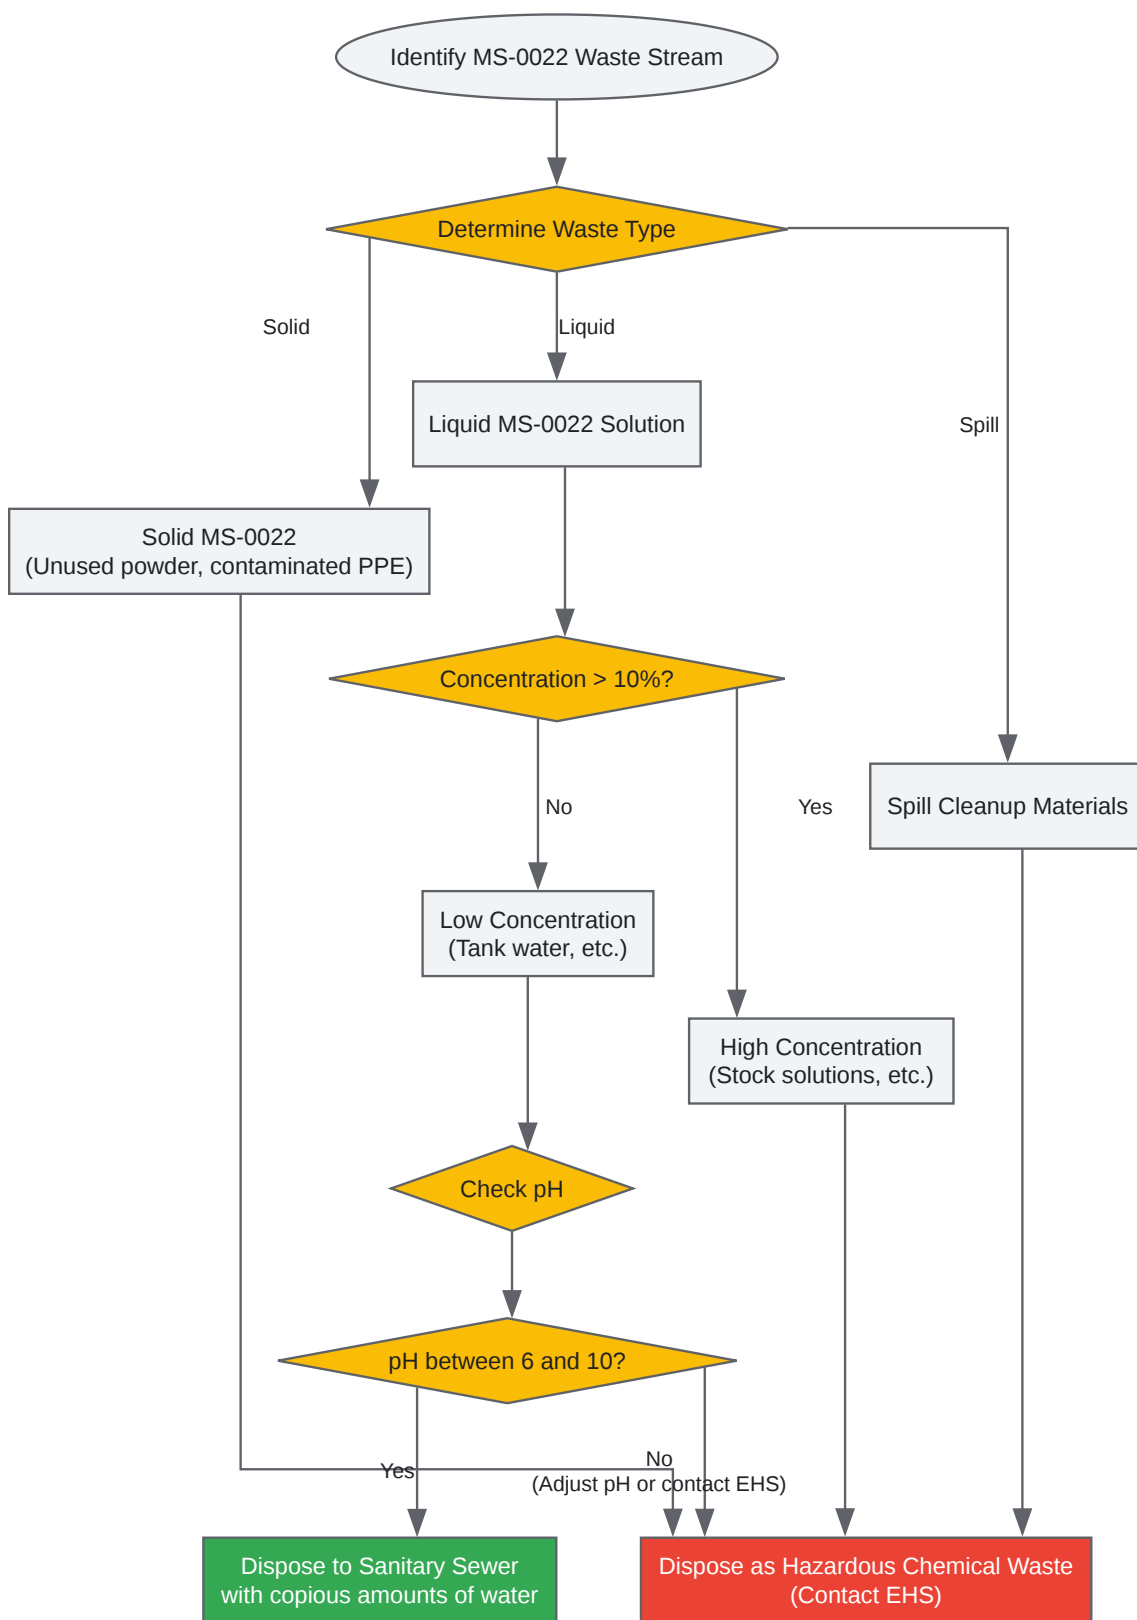 Identify MS-0022 Waste Stream
Determine Waste Type
Solid
Liquid
Spill
Liquid MS-0022 Solution
Solid MS-0022
(Unused powder, contaminated PPE)
Concentration > 10%?
No
Yes
Spill Cleanup Materials
Low Concentration
(Tank water, etc.)
High Concentration
(Stock solutions, etc.)
Check pH
pH between 6 and 10?
Yes
No
(Adjust pH or contact EHS)
Dispose to Sanitary Sewer
with copious amounts of water
Dispose as Hazardous Chemical Waste
(Contact EHS)